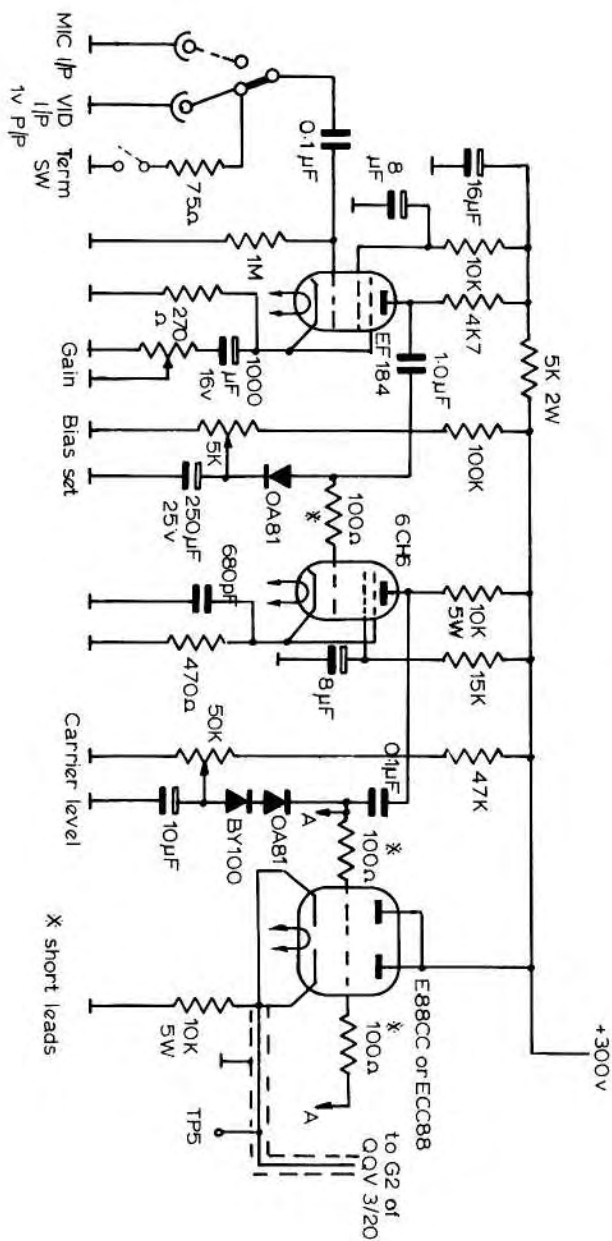 MIC I/P
VID
I/P
1v P/P
Term
SW
75Ω
0·1 µF
1M
270
Ω
Gain
1000
µF
16v
8
µF
16µF
10K
4K7
EF184
1·0µF
5K 2W
Bias set
5K
250µF
25v
OA81
100K
100Ω
*
6CH6
680pF
470Ω
8µF
10K
5W
15K
Carrier level
50K
10µF
BY100
OA81
47K
0·1µF
A
100Ω
*
E88CC or ECC88
100Ω
*
A
* short leads
10K
5W
TP5
to G2 of
QQV 3/20
+300v